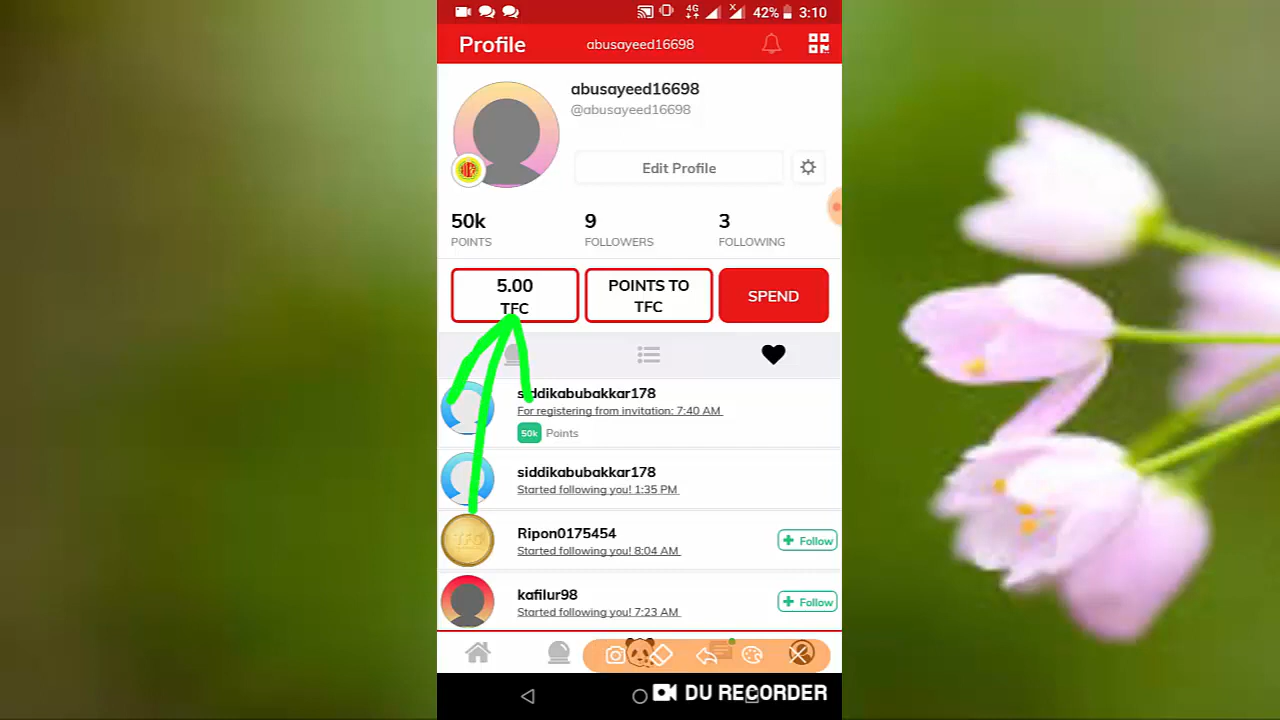 4G
X
42%
3:10
Profile
abusayeed16698
abusayeed16698
@abusayeed16698
Edit Profile
50k
9
3
POINTS
FOLLOWERS
FOLLOWING
5.00
TFC
POINTS TO
TFC
SPEND
siddikabubakkar178
For registering from invitation: 7:40 AM
50k Points
siddikabubakkar178
Started following you! 1:35 PM
TFC
Ripon0175454
Started following you! 8:04 AM
Follow
kafilur98
Started following you! 7:23 AM
Follow
DU RECORDER